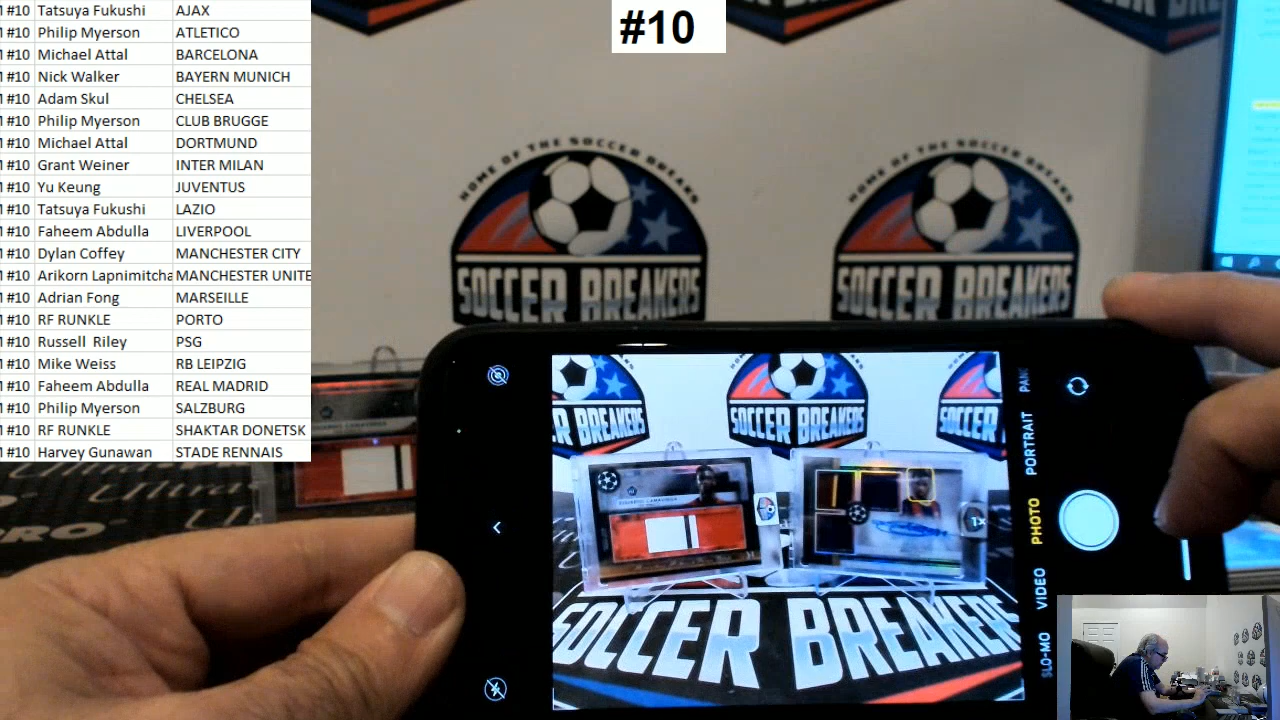 #10 Tatsuya Fukushi AJAX
#10 Philip Myerson ATLETICO
#10 Michael Attal BARCELONA
#10 Nick Walker BAYERN MUNICH
#10 Adam Skul CHELSEA
#10 Philip Myerson CLUB BRUGGE
#10 Michael Attal DORTMUND
#10 Grant Weiner INTER MILAN
#10 Yu Keung JUVENTUS
#10 Tatsuya Fukushi LAZIO
#10 Faheem Abdulla LIVERPOOL
#10 Dylan Coffey MANCHESTER CITY
#10 Arikorn Lapnimitcha MANCHESTER UNITE
#10 Adrian Fong MARSEILLE
#10 RF RUNKLE PORTO
#10 Russell Riley PSG
#10 Mike Weiss RB LEIPZIG
#10 Faheem Abdulla REAL MADRID
#10 Philip Myerson SALZBURG
#10 RF RUNKLE SHAKTAR DONETSK
#10 Harvey Gunawan STADE RENNAIS
#10
HOME OF THE SOCCER BREAKS
SOCCER BREAKERS
HOME OF THE SOCCER BREAKS
SOCCER BREAKERS
R BREAKERS
SOCCER BREAKERS
SOCCER
SOCCER BREAKERS
PANO
PORTRAIT
PHOTO
VIDEO
SLO-MO
1×